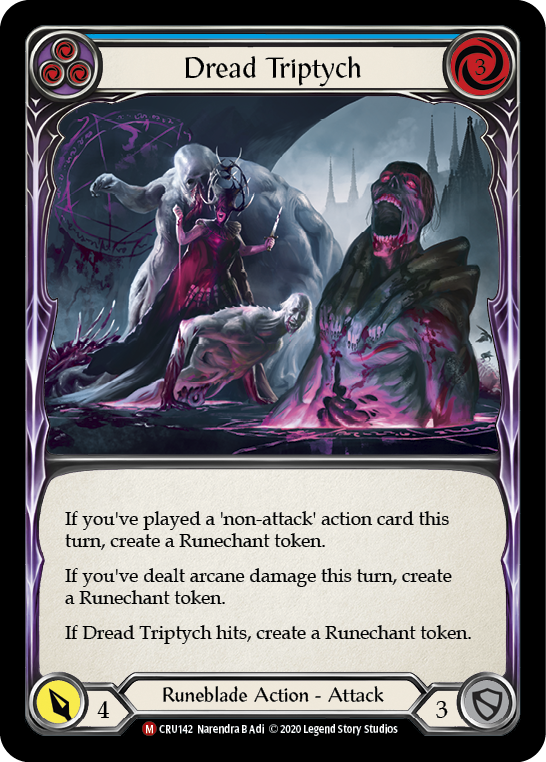 Dread Triptych
3
If you've played a 'non-attack' action card this
turn, create a Runechant token.
If you've dealt arcane damage this turn, create
a Runechant token.
If Dread Triptych hits, create a Runechant token.
4
Runeblade Action - Attack
3
M CRU142 Narendra B Adi © 2020 Legend Story Studios